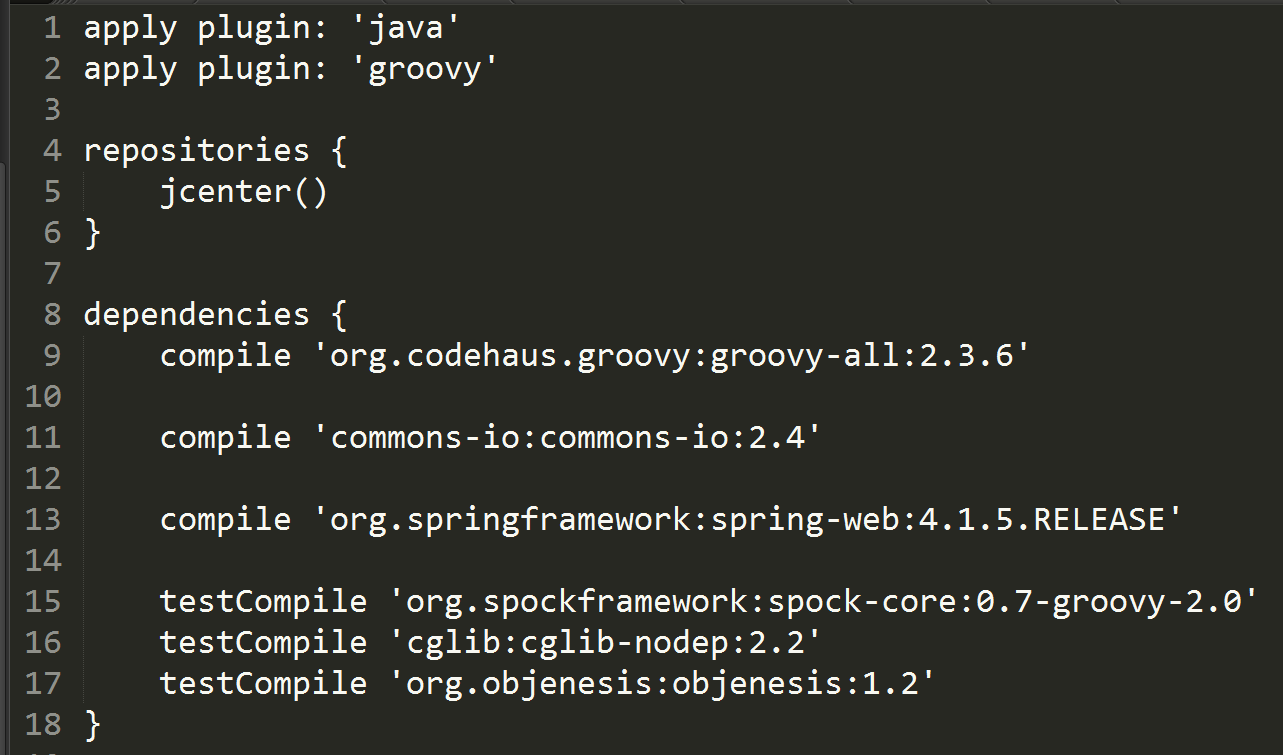 1 apply plugin: 'java'
2 apply plugin: 'groovy'
3
4 repositories {
5     jcenter()
6 }
7
8 dependencies {
9     compile 'org.codehaus.groovy:groovy-all:2.3.6'
10
11     compile 'commons-io:commons-io:2.4'
12
13     compile 'org.springframework:spring-web:4.1.5.RELEASE'
14
15     testCompile 'org.spockframework:spock-core:0.7-groovy-2.0'
16     testCompile 'cglib:cglib-nodep:2.2'
17     testCompile 'org.objenesis:objenesis:1.2'
18 }